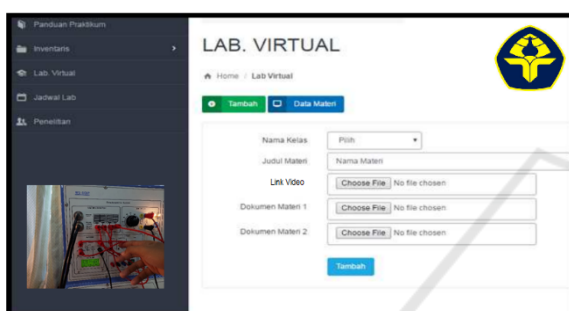 Panduan Praktikum
Inventaris
Lab. Virtual
Jadwal Lab
Penelitian
LAB. VIRTUAL
Home / Lab Virtual
Tambah Data Materi
Nama Kelas Pilih
Judul Materi Nama Materi
Link Video Choose File No file chosen
Dokumen Materi 1 Choose File No file chosen
Dokumen Materi 2 Choose File No file chosen
Tambah